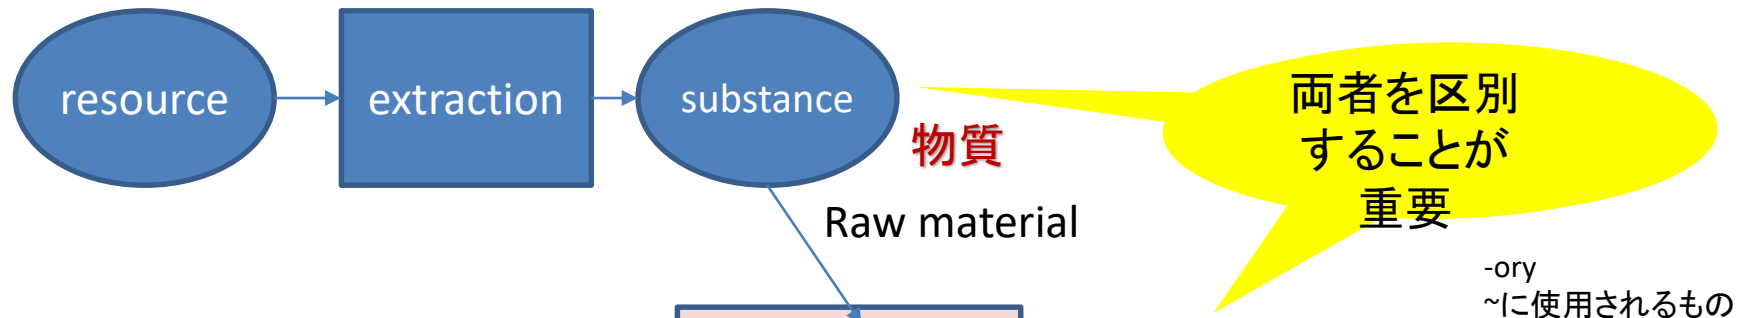 resource
extraction
substance
物質
Raw material
両者を区別
することが
重要
-ory
~に使用されるもの